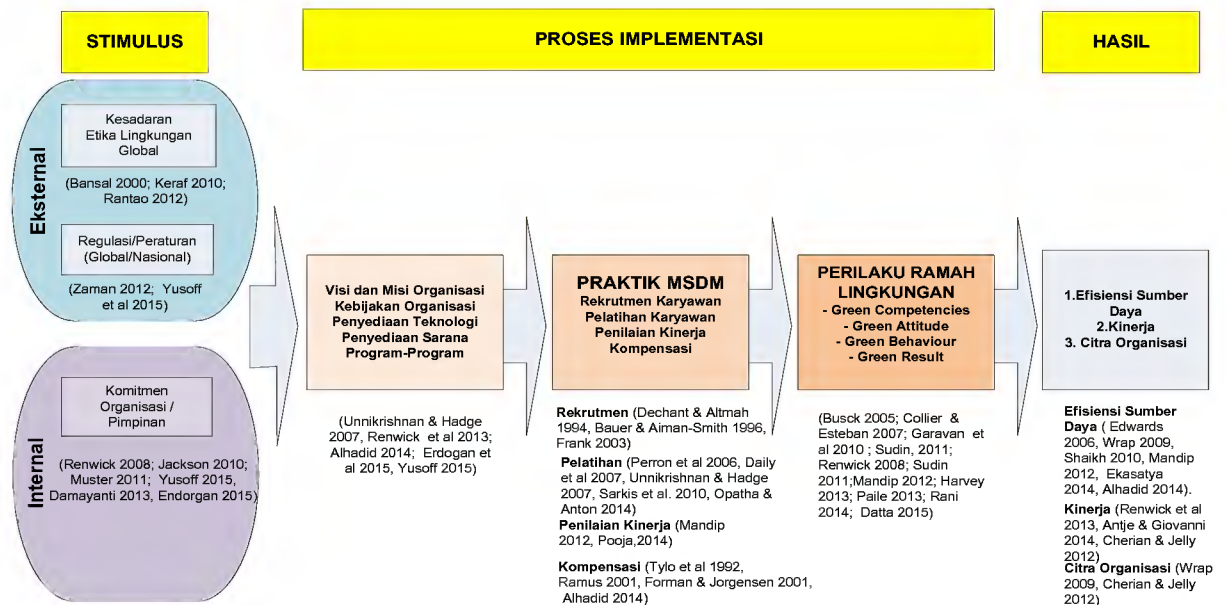 STIMULUS
PROSES IMPLEMENTASI
HASIL
Eksternal
Kesadaran
Etika Lingkungan
Global
(Bansal 2000; Keraf 2010;
Rantao 2012)
Regulasi/Peraturan
(Global/Nasional)
(Zaman 2012; Yusoff
et al 2015)
Internal
Komitmen
Organisasi /
Pimpinan
(Renwick 2008; Jackson 2010;
Muster 2011; Yusoff 2015,
Damayanti 2013, Endorgan 2015)
Visi dan Misi Organisasi
Kebijakan Organisasi
Penyediaan Teknologi
Penyediaan Sarana
Program-Program
(Unnikrishnan & Hadge
2007, Renwick et al 2013;
Alhadid 2014; Erdogan et
al 2015, Yusoff 2015)
PRAKTIK MSDM
Rekrutmen Karyawan
Pelatihan Karyawan
Penilaian Kinerja
Kompensasi
Rekrutmen (Dechant & Altmah
1994, Bauer & Aiman-Smith 1996,
Frank 2003)
Pelatihan (Perron et al 2006, Daily
et al 2007, Unnikrishnan & Hadge
2007, Sarkis et al. 2010, Opatha &
Anton 2014)
Penilaian Kinerja (Mandip
2012, Pooja,2014)
Kompensasi (Tylo et al 1992,
Ramus 2001, Forman & Jorgensen 2001,
Alhadid 2014)
PERILAKU RAMAH
LINGKUNGAN
- Green Competencies
- Green Attitude
- Green Behaviour
- Green Result
(Busck 2005; Collier &
Esteban 2007; Garavan et
al 2010 ; Sudin, 2011;
Renwick 2008; Sudin
2011;Mandip 2012; Harvey
2013; Paile 2013; Rani
2014; Datta 2015)
1.Efisiensi Sumber
Daya
2.Kinerja
3. Citra Organisasi
Efisiensi Sumber
Daya ( Edwards
2006, Wrap 2009,
Shaikh 2010, Mandip
2012, Ekasatya
2014, Alhadid 2014).
Kinerja (Renwick et al
2013, Antje & Giovanni
2014, Cherian & Jelly
2012)
Citra Organisasi (Wrap
2009, Cherian & Jelly
2012)